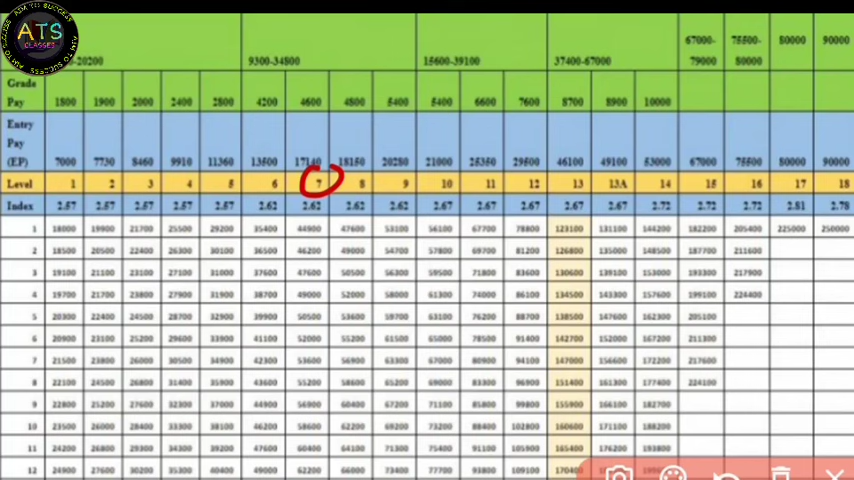 AIM TO SUCCESS
ATS
CLASSES
-20200 9300-34800 15600-39100 37400-67000 67000-79000 75500-80000 80000 90000
Grade Pay 1800 1900 2000 2400 2800 4200 4600 4800 5400 5400 6600 7600 8700 8900 10000
Entry Pay (EP) 7000 7730 8460 9910 11360 13500 17140 18150 20280 21000 25350 29500 46100 49100 53000 67000 75500 80000 90000
Level 1 2 3 4 5 6 7 8 9 10 11 12 13 13A 14 15 16 17 18
Index 2.57 2.57 2.57 2.57 2.57 2.62 2.62 2.62 2.62 2.67 2.67 2.67 2.67 2.67 2.72 2.72 2.72 2.81 2.78
1 18000 19900 21700 25500 29200 35400 44900 47600 53100 56100 67700 78800 123100 131100 144200 182200 205400 225000 250000
2 18500 20500 22400 26300 30100 36500 46200 49000 54700 57800 69700 81200 126800 135000 148500 187700 211600
3 19100 21100 23100 27100 31000 37600 47600 50500 56300 59500 71800 83600 130600 139100 153000 193300 217900
4 19700 21700 23800 27900 31900 38700 49000 52000 58000 61300 74000 86100 134500 143300 157600 199100 224400
5 20300 22400 24500 28700 32900 39900 50500 53600 59700 63100 76200 88700 138500 147600 162300 205100
6 20900 23100 25200 29600 33900 41100 52000 55200 61500 65000 78500 91400 142700 152000 167200 211300
7 21500 23800 26000 30500 34900 42300 53600 56900 63300 67000 80900 94100 147000 156600 172200 217600
8 22100 24500 26800 31400 35900 43600 55200 58600 65200 69000 83300 96900 151400 161300 177400 224100
9 22800 25200 27600 32300 37000 44900 56900 60400 67200 71100 85800 99800 155900 166100 182700
10 23500 26000 28400 33300 38100 46200 58600 62200 69200 73200 88400 102800 160600 171100 188200
11 24200 26800 29300 34300 39200 47600 60400 64100 71300 75400 91100 105900 165400 176200 193800
12 24900 27600 30200 35300 40400 49000 62200 66000 73400 77700 93800 109100 170400